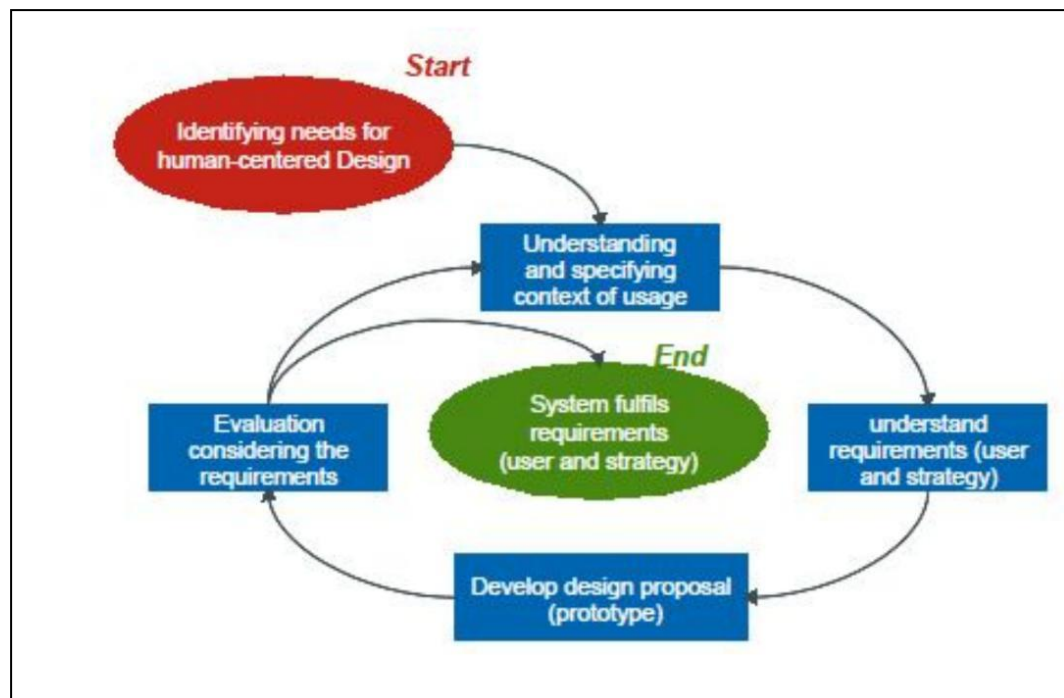 Start
Identifying needs for
human-centered Design
Understanding
and specifying
context of usage
End
System fulfils
requirements
(user and strategy)
Evaluation
considering the
requirements
understand
requirements (user
and strategy)
Develop design proposal
(prototype)